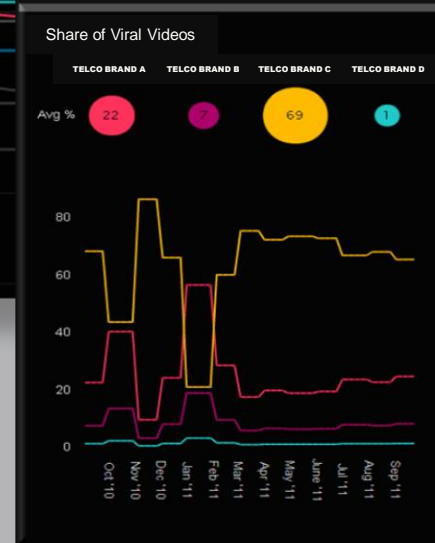 Share of Viral Videos
TELCO BRAND A TELCO BRAND B TELCO BRAND C TELCO BRAND D
Avg % 22 7 69 1
80
60
40
20
0
Oct '10 Nov '10 Dec '10 Jan '11 Feb '11 Mar '11 Apr '11 May '11 June '11 Jul '11 Aug '11 Sep '11